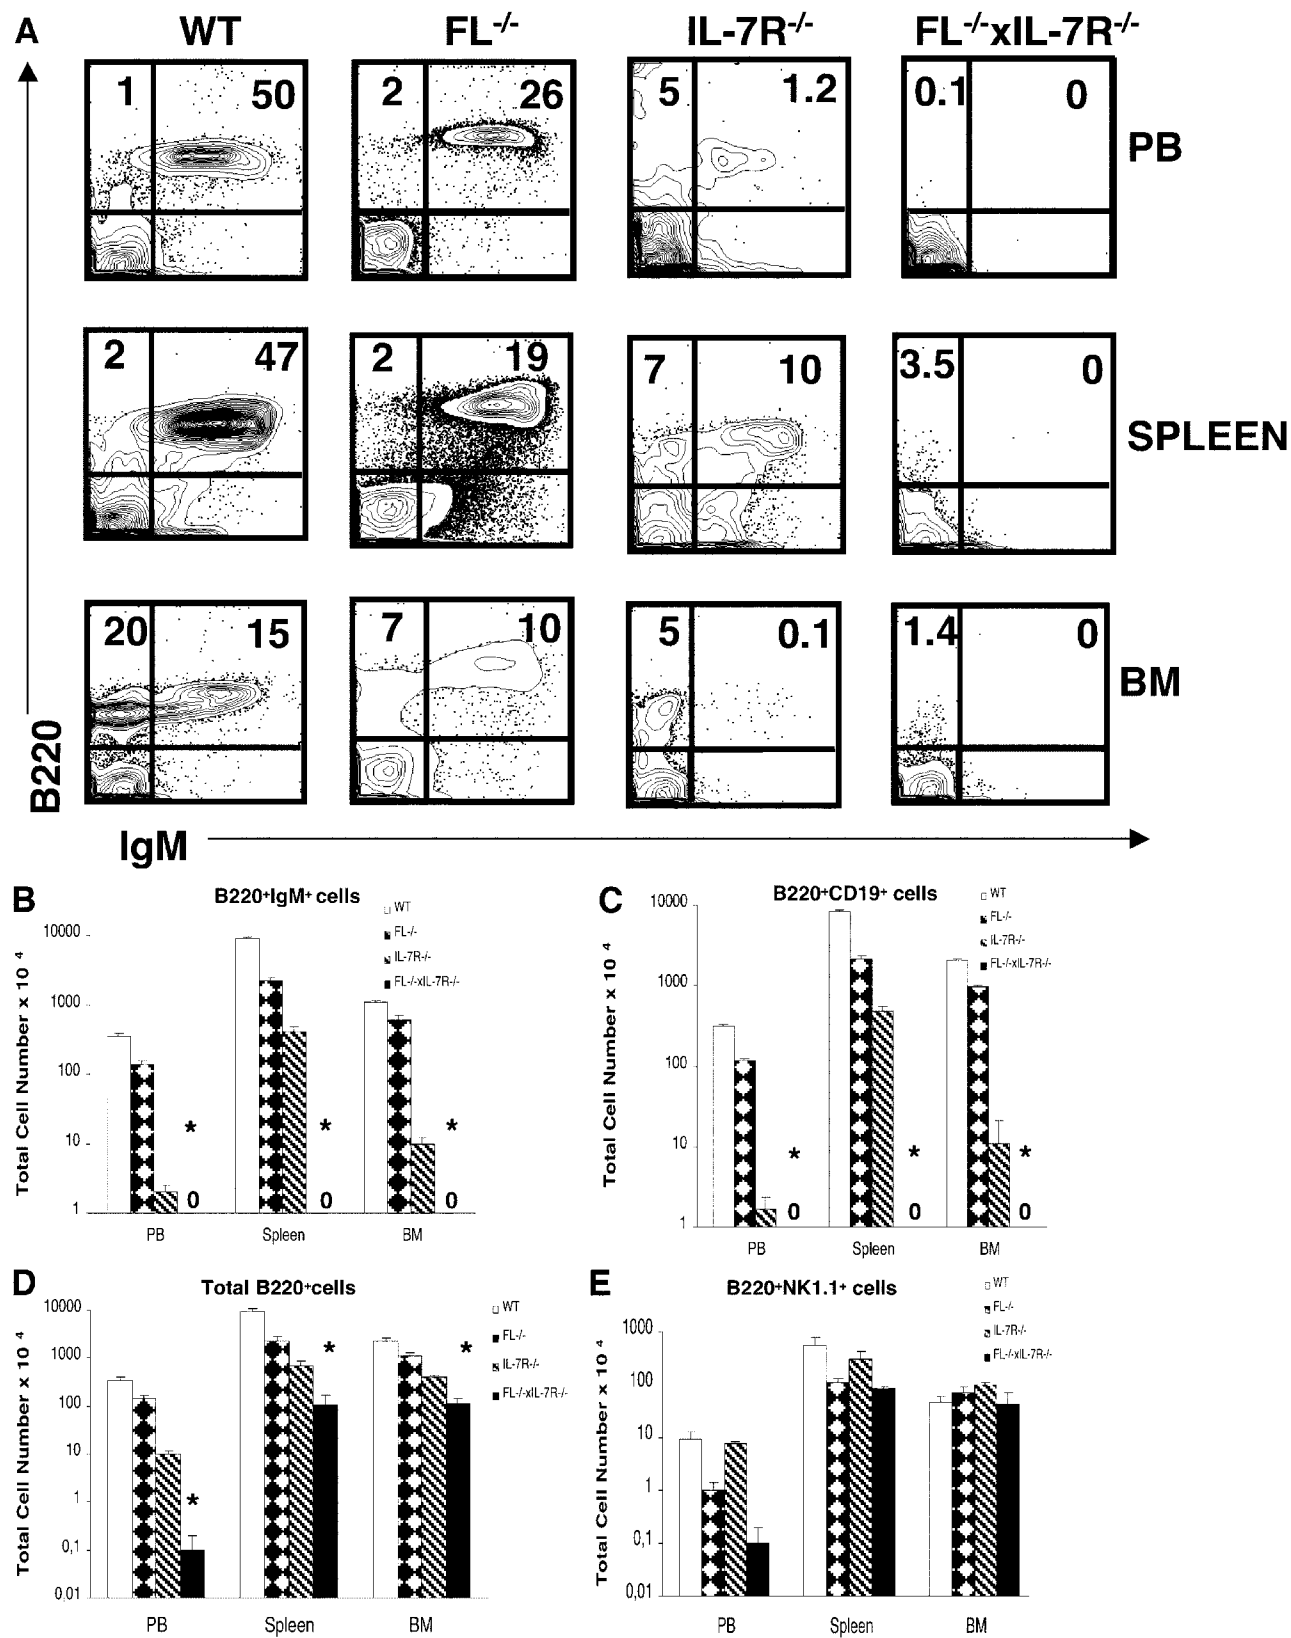 A WT FL-/- IL-7R-/- FL-/-xIL-7R-/-
1 50 2 26 5 1.2 0.1 0 PB
2 47 2 19 7 10 3.5 0 SPLEEN
20 15 7 10 5 0.1 1.4 0 BM
B220
IgM
B B220+IgM+ cells
WT
FL-/-
IL-7R-/-
FL-/-xIL-7R-/-
Total Cell Number x 10 4
10000
1000
100
10
1
* * *
0 0 0
PB Spleen BM
C B220+CD19+ cells
WT
FL-/-
IL-7R-/-
FL-/-xIL-7R-/-
Total Cell Number x 10 4
10000
1000
100
10
1
* * *
0 0 0
PB Spleen BM
D Total B220+cells
WT
FL-/-
IL-7R-/-
FL-/-xIL-7R-/-
Total Cell Number x 10 4
10000
1000
100
10
1
0,1
0,01
* * *
PB Spleen BM
E B220+NK1.1+ cells
WT
FL-/-
IL-7R-/-
FL-/-xIL-7R-/-
Total Cell Number x 10 4
1000
100
10
1
0,1
0,01
PB Spleen BM